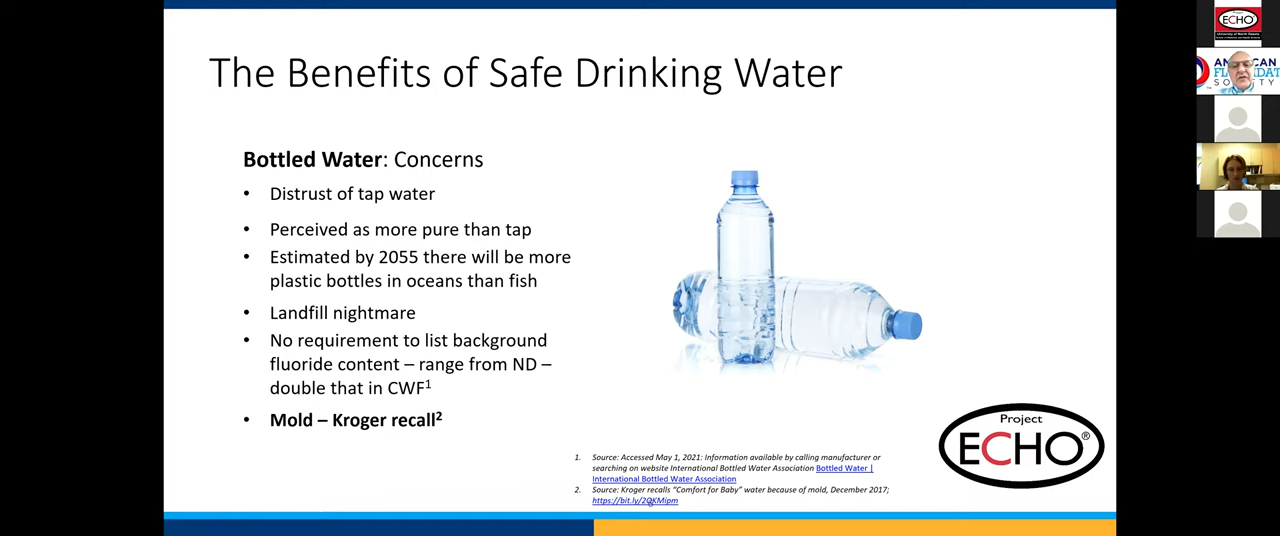 The Benefits of Safe Drinking Water
Bottled Water: Concerns
• Distrust of tap water
• Perceived as more pure than tap
• Estimated by 2055 there will be more
plastic bottles in oceans than fish
• Landfill nightmare
• No requirement to list background
fluoride content – range from ND –
double that in CWF1
• Mold – Kroger recall2
1. Source: Accessed May 1, 2021: Information available by calling manufacturer or
searching on website International Bottled Water Association Bottled Water |
International Bottled Water Association
2. Source: Kroger recalls “Comfort for Baby” water because of mold, December 2017;
https://bit.ly/2QKMipm
Project
ECHO®
Project
ECHO
University of North Dakota
SOCIETY